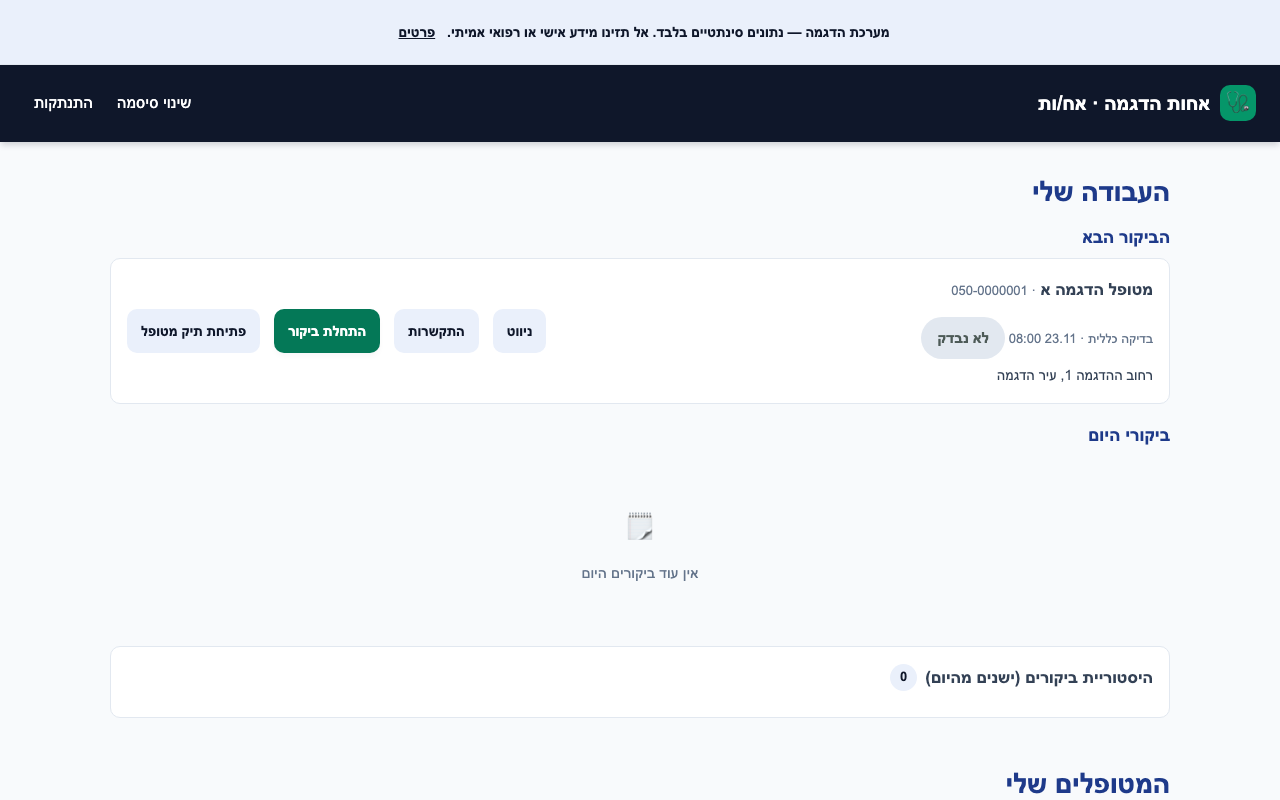 מערכת הדגמה — נתונים סינתטיים בלבד. אל תזינו מידע אישי או רפואי אמיתי. פרטים
אחות הדגמה · אח/ות
שינוי סיסמה
התנתקות
העבודה שלי
הביקור הבא
מטופל הדגמה א · 050-0000001
בדיקה כללית · 23.11 08:00 לא נבדק
רחוב ההדגמה 1, עיר הדגמה
ניווט
התקשרות
התחלת ביקור
פתיחת תיק מטופל
ביקורי היום
אין עוד ביקורים היום
היסטוריית ביקורים (ישנים מהיום) 0
המטופלים שלי